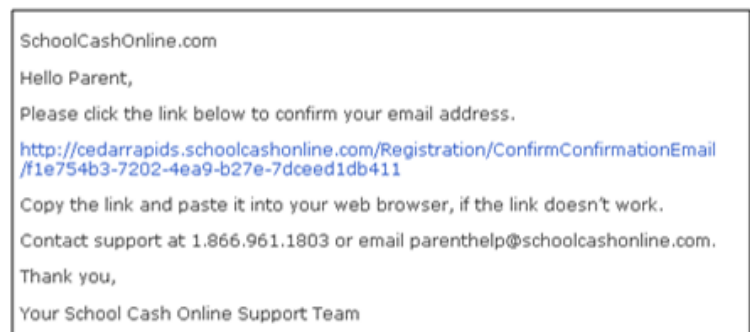 SchoolCashOnline.com
Hello Parent,
Please click the link below to confirm your email address.
http://cedarrapids.schoolcashonline.com/Registration/ConfirmConfirmationEmail
/f1e754b3-7202-4ea9-b27e-7dceed1db411
Copy the link and paste it into your web browser, if the link doesn't work.
Contact support at 1.866.961.1803 or email parenthelp@schoolcashonline.com.
Thank you,
Your School Cash Online Support Team